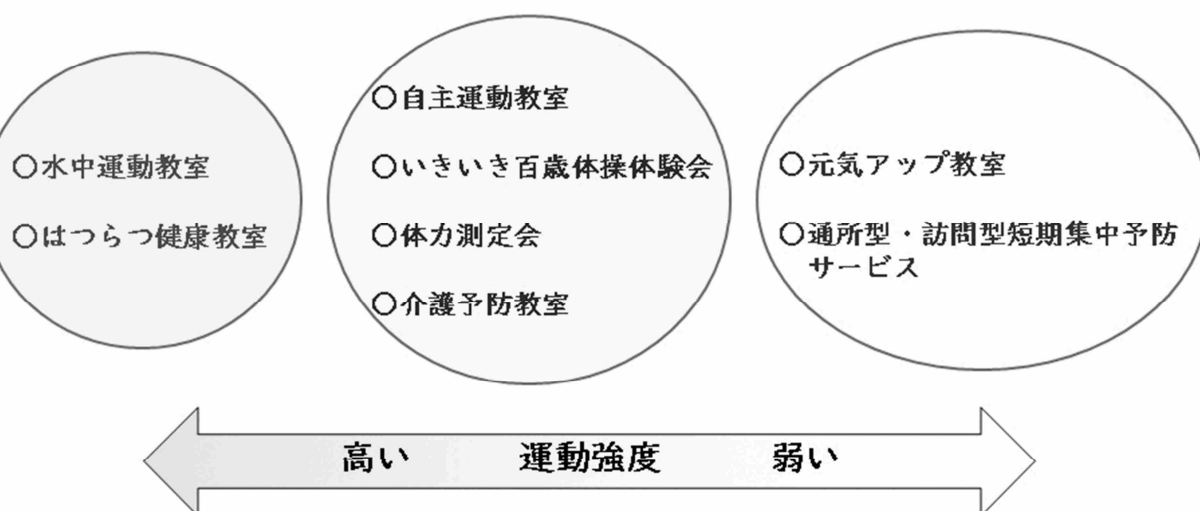 ○水中運動教室
○はつらつ健康教室
○自主運動教室
○いきいき百歳体操体験会
○体力測定会
○介護予防教室
○元気アップ教室
○通所型・訪問型短期集中予防
サービス
高い 運動強度 弱い